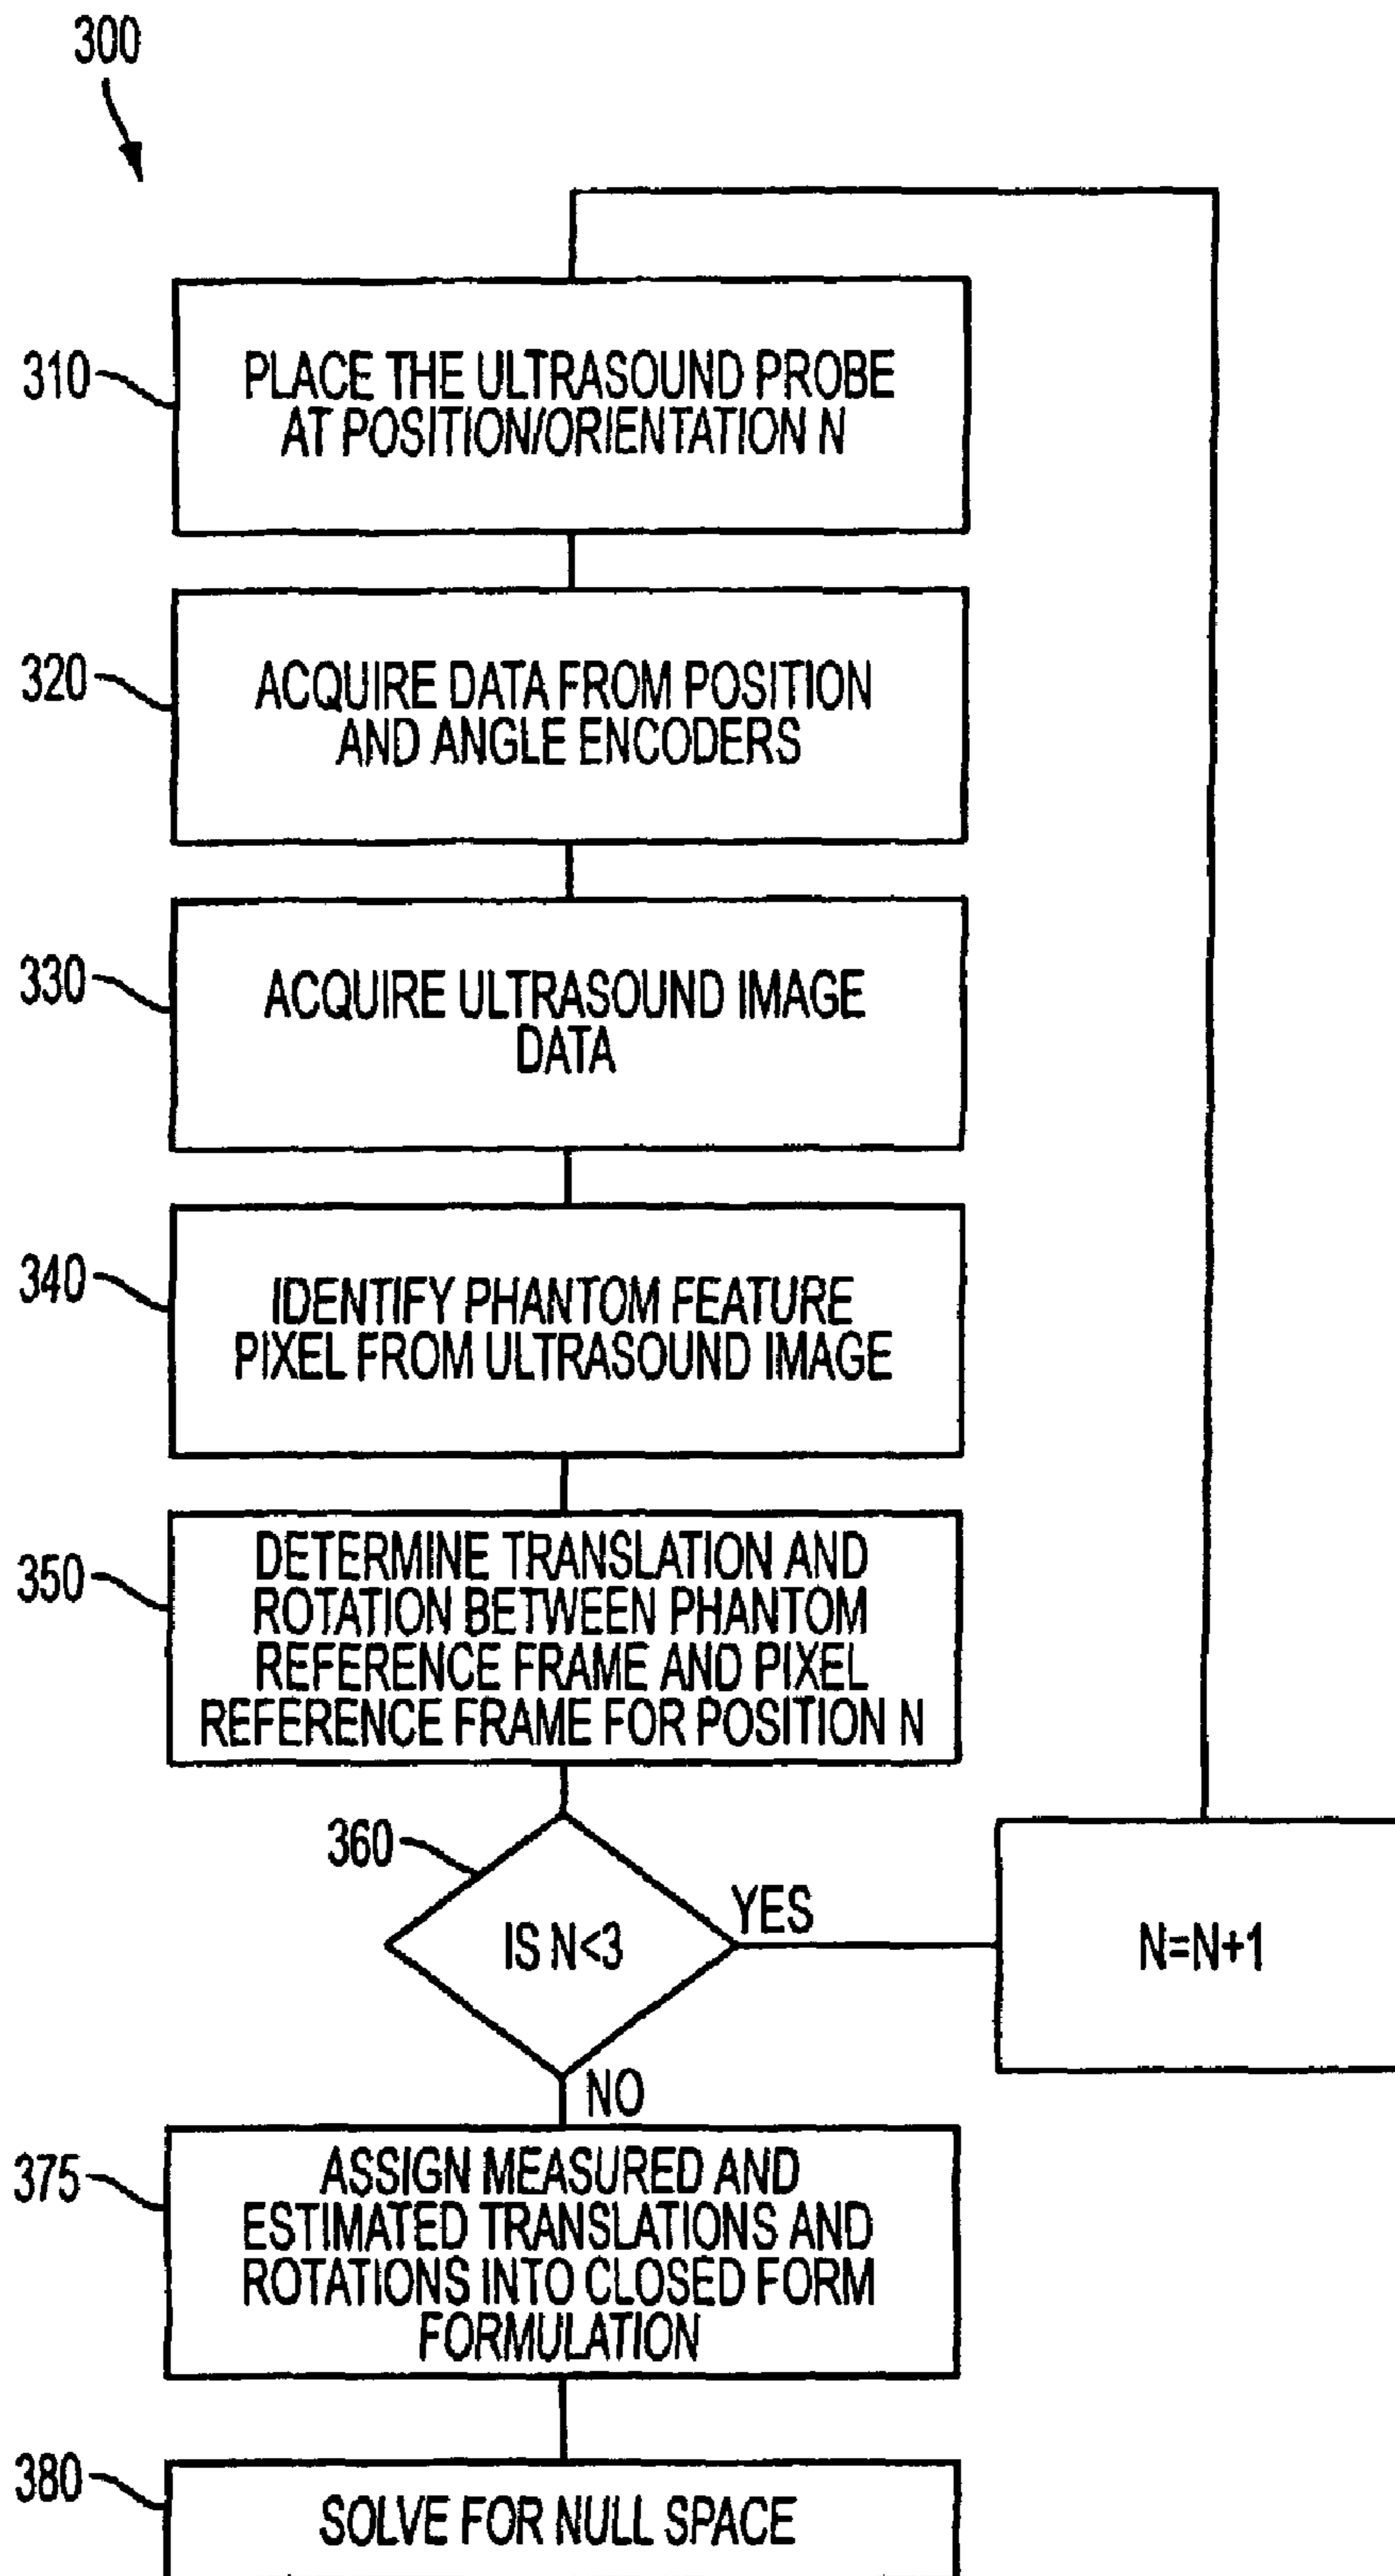 300
310
PLACE THE ULTRASOUND PROBE
AT POSITION/ORIENTATION N
320
ACQUIRE DATA FROM POSITION
AND ANGLE ENCODERS
330
ACQUIRE ULTRASOUND IMAGE
DATA
340
IDENTIFY PHANTOM FEATURE
PIXEL FROM ULTRASOUND IMAGE
350
DETERMINE TRANSLATION AND
ROTATION BETWEEN PHANTOM
REFERENCE FRAME AND PIXEL
REFERENCE FRAME FOR POSITION N
360
IS N<3
YES
N=N+1
NO
375
ASSIGN MEASURED AND
ESTIMATED TRANSLATIONS AND
ROTATIONS INTO CLOSED FORM
FORMULATION
380
SOLVE FOR NULL SPACE